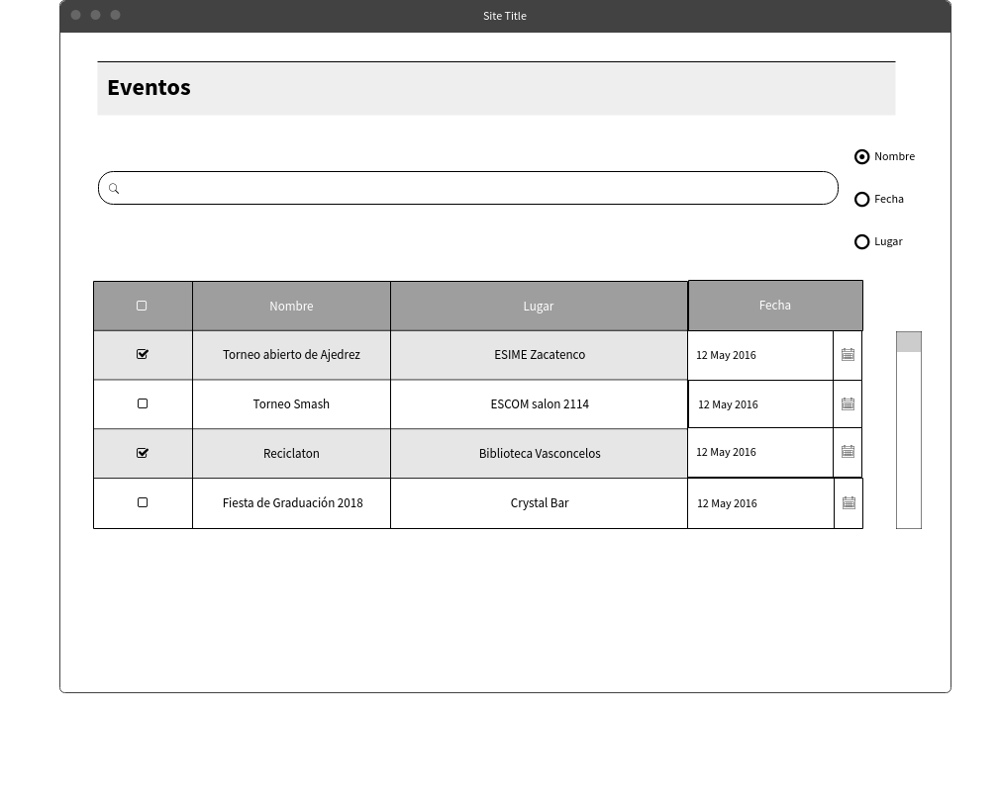 Site Title
Eventos
Nombre
Fecha
Lugar
Nombre Lugar Fecha
Torneo abierto de Ajedrez ESIME Zacatenco 12 May 2016
Torneo Smash ESCOM salon 2114 12 May 2016
Reciclaton Biblioteca Vasconcelos 12 May 2016
Fiesta de Graduación 2018 Crystal Bar 12 May 2016